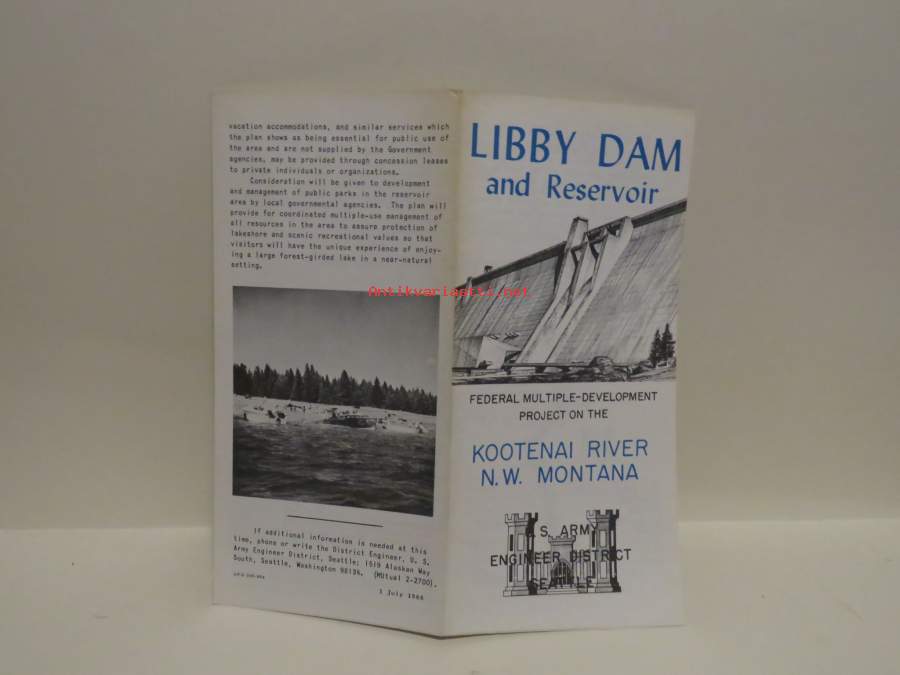 vacation accommodations, and similar services which
the plan shows as being essential for public use of
the area and are not supplied by the Government
agencies, may be provided through concession leases
to private individuals or organizations.
Consideration will be given to development
and management of public parks in the reservoir
area by local governmental agencies. The plan will
provide for coordinated multiple-use management of
all resources in the area to assure protection of
lakeshore and scenic recreational values so that
visitors will have the unique experience of enjoy-
ing a large forest-girded lake in a near-natural
setting.
If additional information is needed at this
time, phone or write the District Engineer, U. S.
Army Engineer District, Seattle; 1519 Alaskan Way
South, Seattle, Washington 98134. (MUtual 2-2700).
1 July 1966
LIBBY DAM
and Reservoir
FEDERAL MULTIPLE-DEVELOPMENT
PROJECT ON THE
KOOTENAI RIVER
N.W. MONTANA
U.S. ARMY
ENGINEER DISTRICT
SEATTLE
Antikvariaatti.net